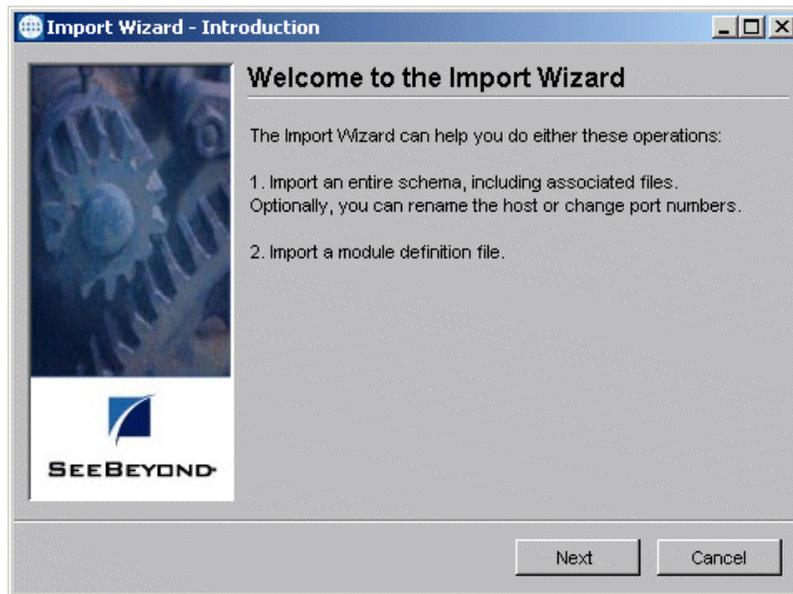 Import Wizard - Introduction
Welcome to the Import Wizard
The Import Wizard can help you do either these operations:
1. Import an entire schema, including associated files.
Optionally, you can rename the host or change port numbers.
2. Import a module definition file.
SEEBEYOND
Next
Cancel